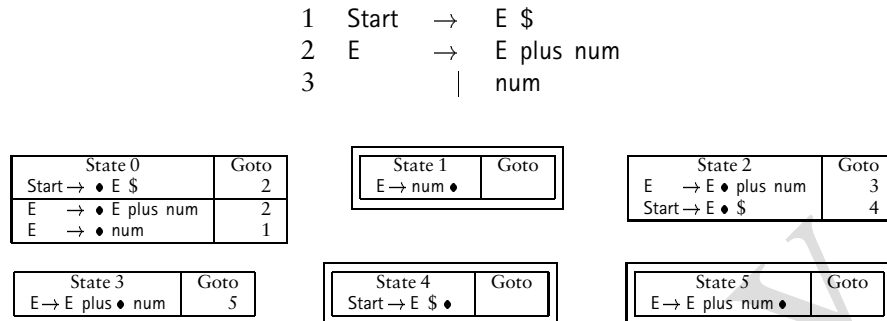 1 Start → E $
2 E → E plus num
3 | num
State 0 Goto
Start → • E $ 2
E → • E plus num 2
E → • num 1
State 1 Goto
E → num •
State 2 Goto
E → E • plus num 3
Start → E • $ 4
State 3 Goto
E → E plus • num 5
State 4 Goto
Start → E $ •
State 5 Goto
E → E plus num •